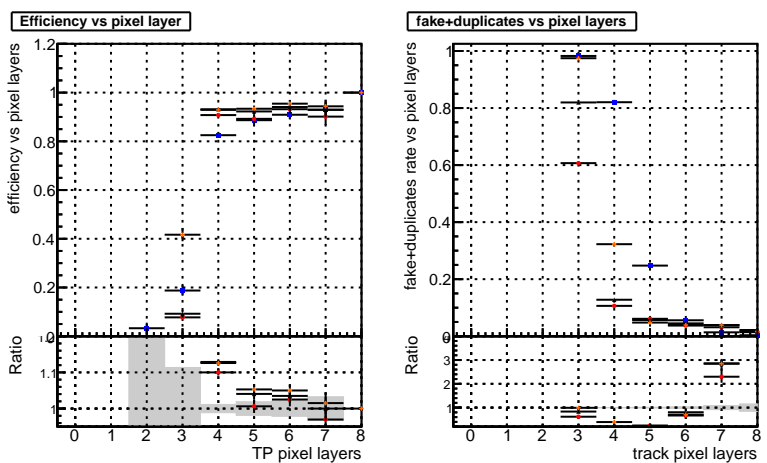 Efficiency vs pixel layer
efficiency vs pixel layers
1.2
1
0.8
0.6
0.4
0.2
0
Ratio
1.1
1
0 1 2 3 4 5 6 7 8
TP pixel layers
fake+duplicates vs pixel layers
fake+duplicates rate vs pixel layers
1
0.8
0.6
0.4
0.2
0
Ratio
3
2
1
0 1 2 3 4 5 6 7 8
track pixel layers